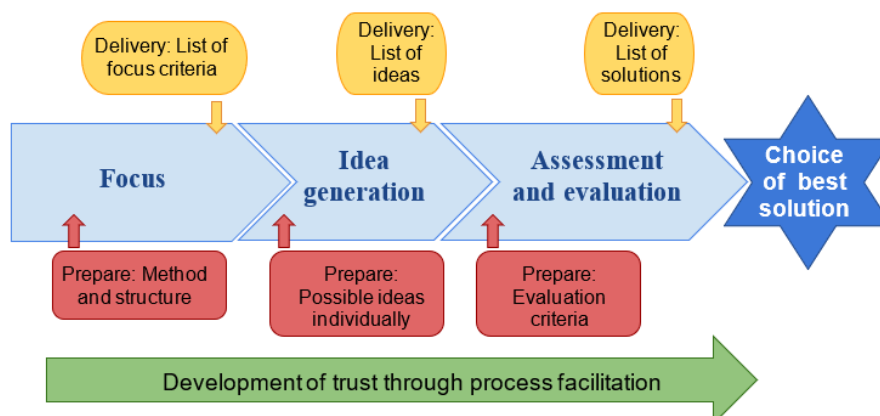 Delivery: List of
focus criteria
Delivery:
List of
ideas
Delivery:
List of
solutions
Focus
Idea
generation
Assessment
and evaluation
Choice
of best
solution
Prepare: Method
and structure
Prepare:
Possible ideas
individually
Prepare:
Evaluation
criteria
Development of trust through process facilitation